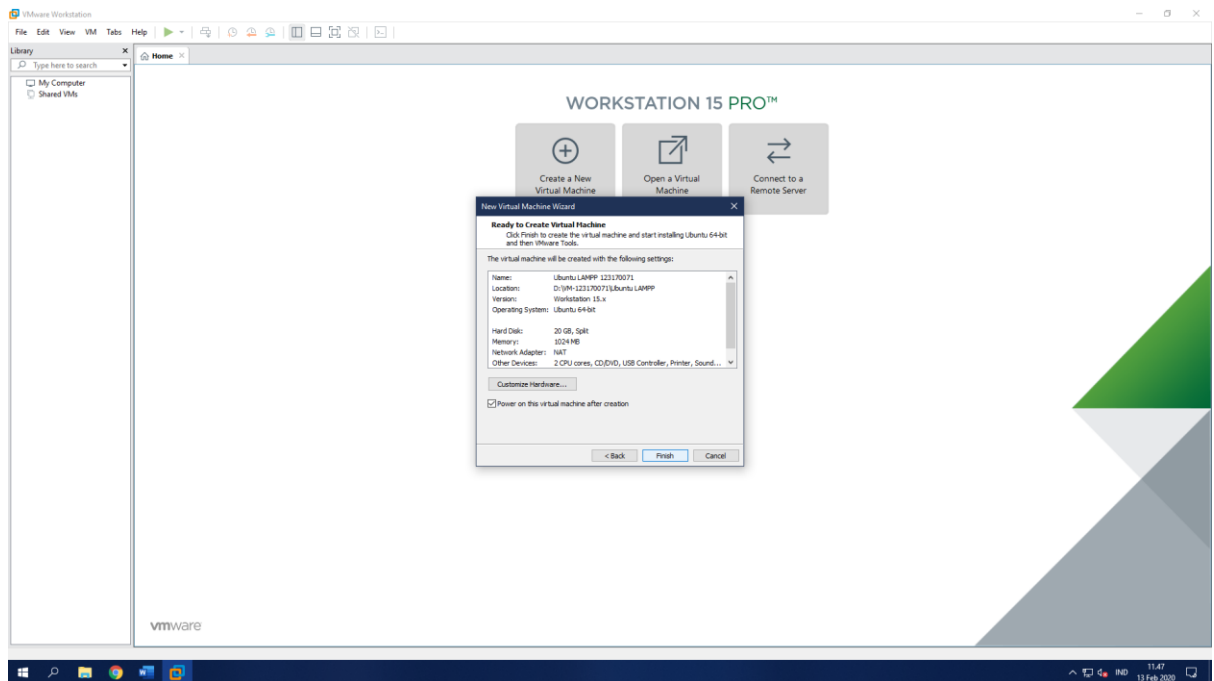 VMware Workstation
File Edit View VM Tabs Help
Library
Home
Type here to search
My Computer
Shared VMs
WORKSTATION 15 PRO™
Create a New
Virtual Machine
Open a Virtual
Machine
Connect to a
Remote Server
New Virtual Machine Wizard
Ready to Create Virtual Machine
Click Finish to create the virtual machine and start installing Ubuntu 64-bit
and then VMware Tools.
The virtual machine will be created with the following settings:
Name: Ubuntu LAMPP 123170071
Location: D:\VM-123170071\Ubuntu LAMPP
Version: Workstation 15.x
Operating System: Ubuntu 64-bit
Hard Disk: 20 GB, Split
Memory: 1024 MB
Network Adapter: NAT
Other Devices: 2 CPU cores, CD/DVD, USB Controller, Printer, Sound...
Customize Hardware...
Power on this virtual machine after creation
< Back Finish Cancel
vmware
IND
11.47
13 Feb 2020